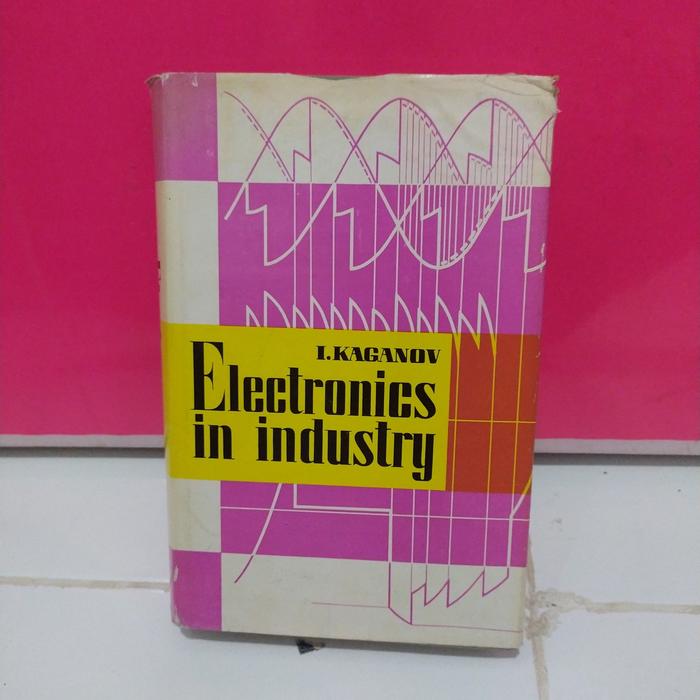 I. KAGANOV
Electronics
in industry